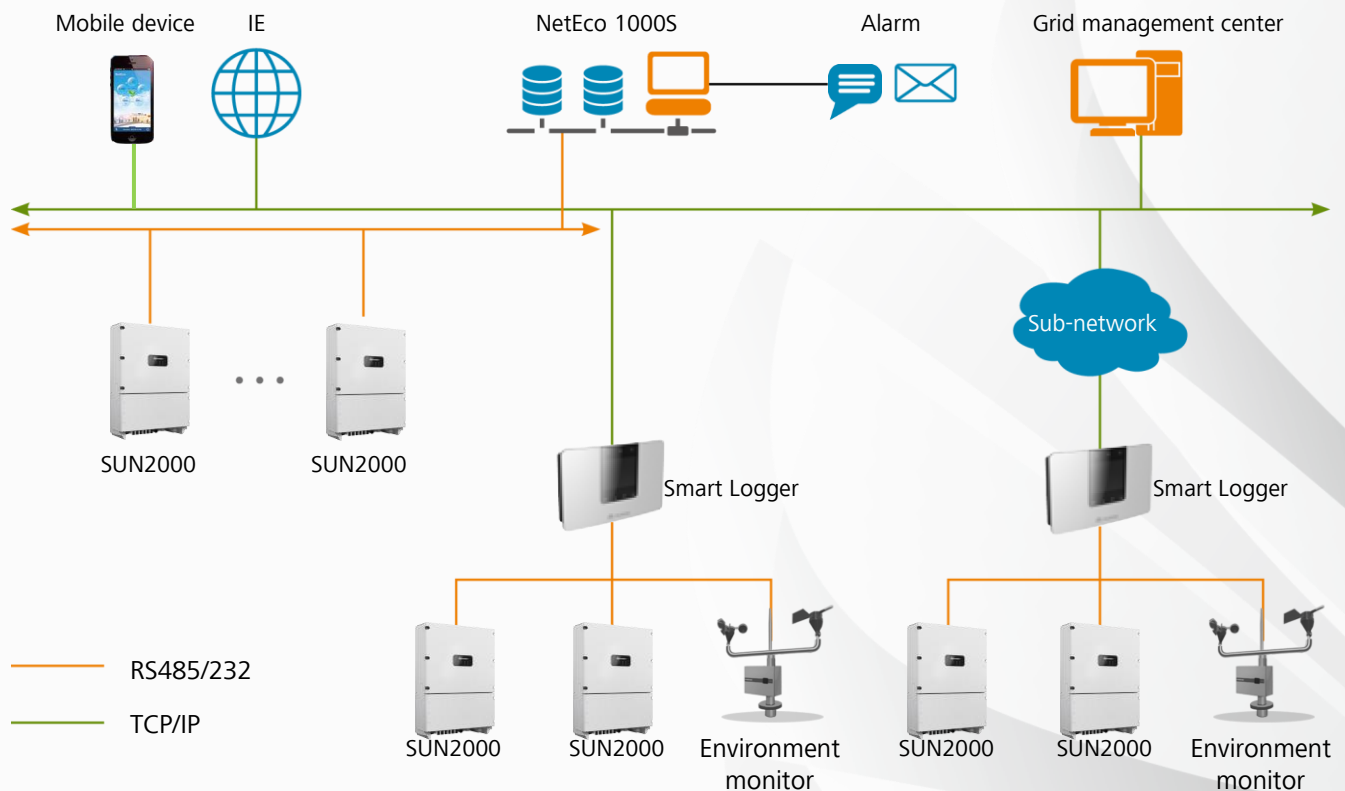 Mobile device
IE
NetEco 1000S
Alarm
Grid management center
Sub-network
SUN2000
SUN2000
Smart Logger
Smart Logger
RS485/232
TCP/IP
SUN2000
SUN2000
Environment
monitor
SUN2000
SUN2000
Environment
monitor